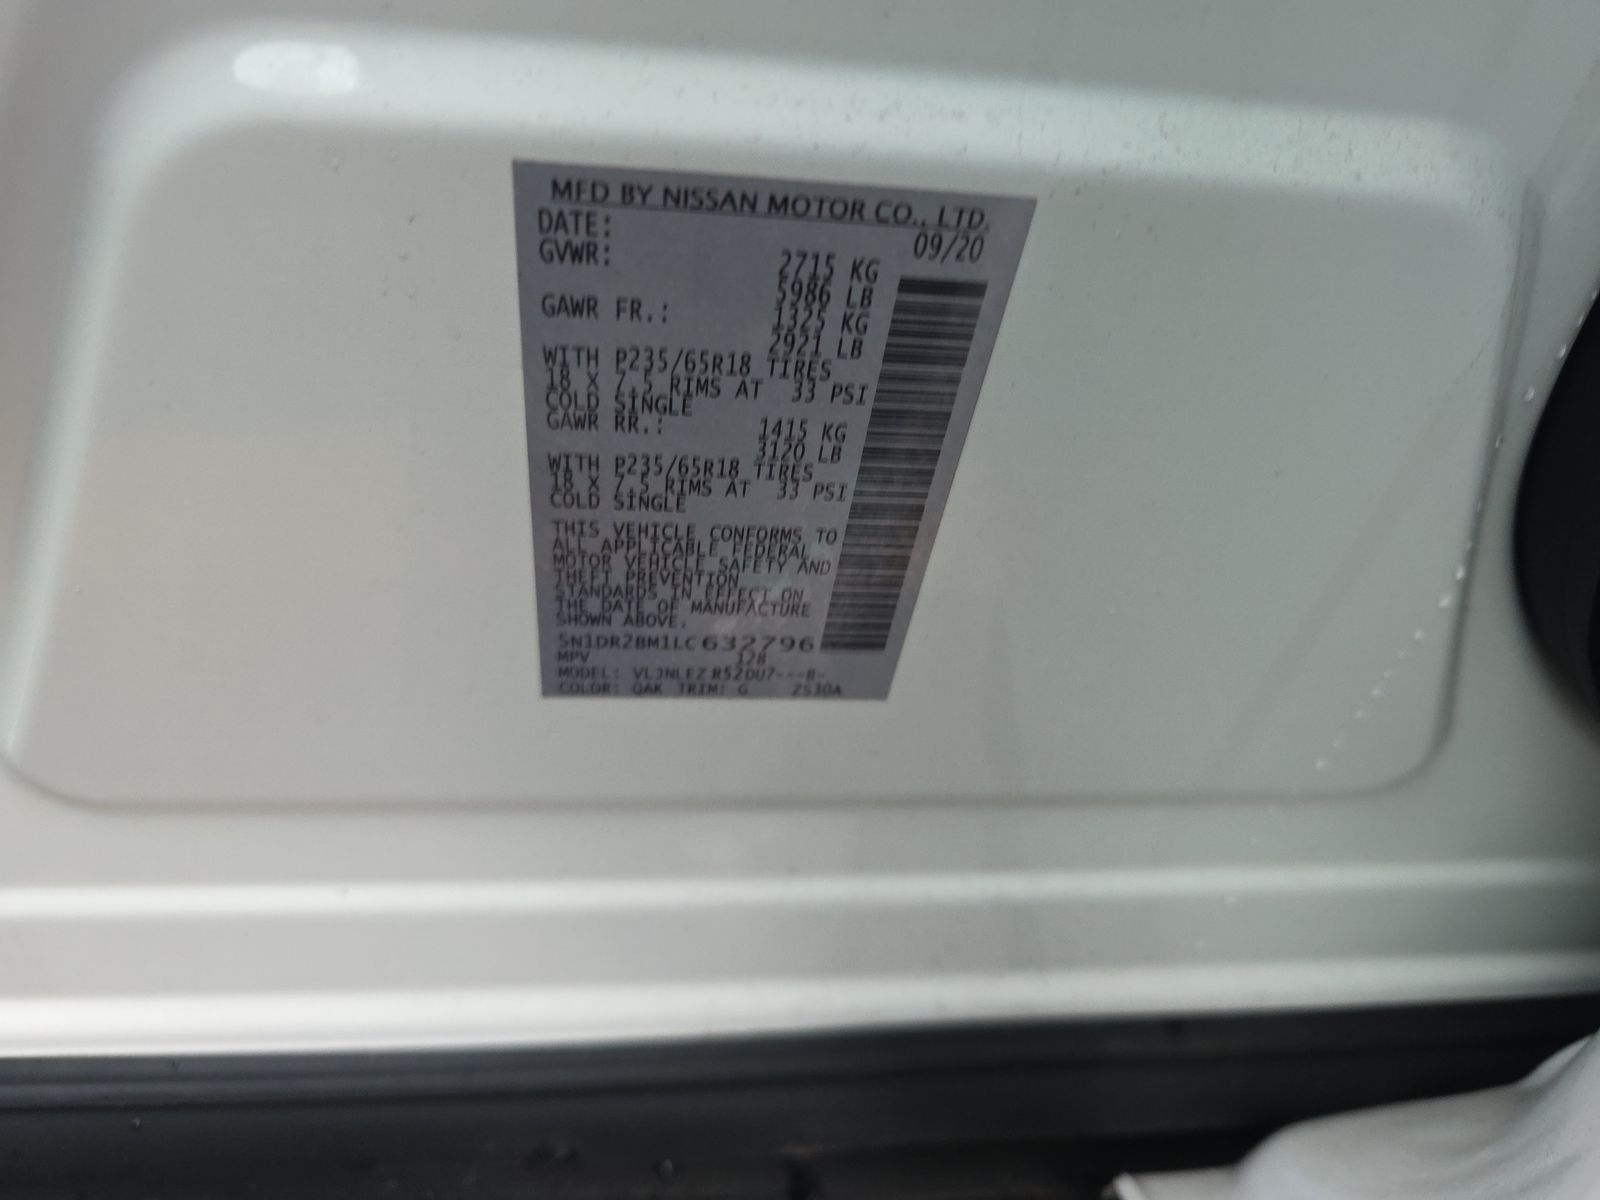 MFD BY NISSAN MOTOR CO., LTD.
DATE: 09/20
GVWR: 2715 KG
5986 LB
GAWR FR.: 1325 KG
2921 LB
WITH P235/65R18 TIRES
18 X 7.5 RIMS AT 33 PSI
COLD SINGLE
GAWR RR.: 1415 KG
3120 LB
WITH P235/65R18 TIRES
18 X 7.5 RIMS AT 33 PSI
COLD SINGLE
THIS VEHICLE CONFORMS TO
ALL APPLICABLE FEDERAL
MOTOR VEHICLE SAFETY AND
THEFT PREVENTION
STANDARDS IN EFFECT ON
THE DATE OF MANUFACTURE
SHOWN ABOVE.
5N1DR2BM1LC632796
MPV 128
MODEL:
COLOR: QAK TRIM: G